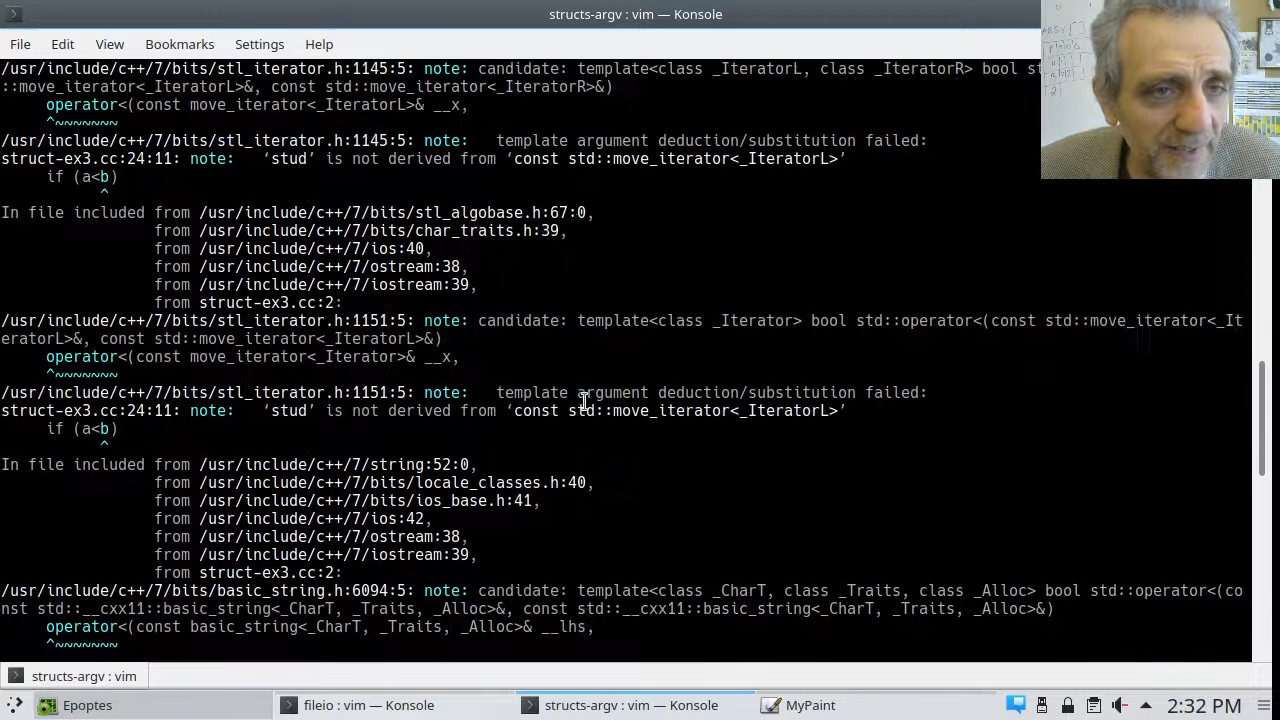 structs-argv : vim — Konsole
File Edit View Bookmarks Settings Help
/usr/include/c++/7/bits/stl_iterator.h:1145:5: note: candidate: template<class _IteratorL, class _IteratorR> bool st
::move_iterator<_IteratorL>&, const std::move_iterator<_IteratorR>&)
operator<(const move_iterator<_IteratorL>& __x,
^~~~~~~~
/usr/include/c++/7/bits/stl_iterator.h:1145:5: note:   template argument deduction/substitution failed:
struct-ex3.cc:24:11: note:   ‘stud’ is not derived from ‘const std::move_iterator<_IteratorL>’
if (a<b)
^
In file included from /usr/include/c++/7/bits/stl_algobase.h:67:0,
from /usr/include/c++/7/bits/char_traits.h:39,
from /usr/include/c++/7/ios:40,
from /usr/include/c++/7/ostream:38,
from /usr/include/c++/7/iostream:39,
from struct-ex3.cc:2:
/usr/include/c++/7/bits/stl_iterator.h:1151:5: note: candidate: template<class _Iterator> bool std::operator<(const std::move_iterator<_It
eratorL>&, const std::move_iterator<_IteratorL>&)
operator<(const move_iterator<_Iterator>& __x,
^~~~~~~~
/usr/include/c++/7/bits/stl_iterator.h:1151:5: note:   template argument deduction/substitution failed:
struct-ex3.cc:24:11: note:   ‘stud’ is not derived from ‘const std::move_iterator<_IteratorL>’
if (a<b)
^
In file included from /usr/include/c++/7/string:52:0,
from /usr/include/c++/7/bits/locale_classes.h:40,
from /usr/include/c++/7/bits/ios_base.h:41,
from /usr/include/c++/7/ios:42,
from /usr/include/c++/7/ostream:38,
from /usr/include/c++/7/iostream:39,
from struct-ex3.cc:2:
/usr/include/c++/7/bits/basic_string.h:6094:5: note: candidate: template<class _CharT, class _Traits, class _Alloc> bool std::operator<(co
nst std::__cxx11::basic_string<_CharT, _Traits, _Alloc>&, const std::__cxx11::basic_string<_CharT, _Traits, _Alloc>&)
operator<(const basic_string<_CharT, _Traits, _Alloc>& __lhs,
^~~~~~~~
structs-argv : vim
Epoptes fileio : vim — Konsole structs-argv : vim — Konsole MyPaint 2:32 PM